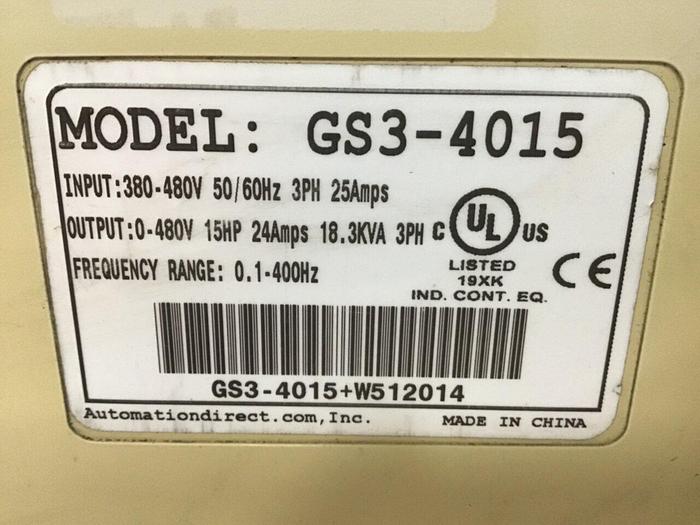 MODEL: GS3-4015
INPUT:380-480V 50/60Hz 3PH 25Amps
OUTPUT:0-480V 15HP 24Amps 18.3KVA 3PH
FREQUENCY RANGE: 0.1-400Hz
C UL US
LISTED
19XK
IND. CONT. EQ.
CE
GS3-4015+W512014
Automationdirect.com, Inc. MADE IN CHINA